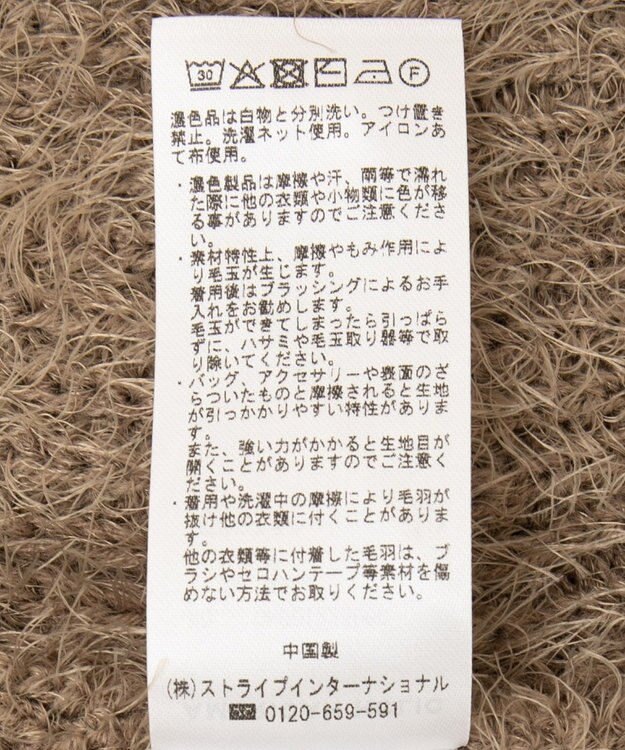 30 F
濃色品は白物と分別洗い。つけ置き
禁止。洗濯ネット使用。アイロンあ
て布使用。
・濃色製品は摩擦や汗、雨等で濡れ
た際に他の衣類や小物類に色が移
る事がありますのでご注意くださ
い。
・素材特性上、摩擦やもみ作用によ
り毛玉が生じます。
着用後はブラッシングによるお手
入れをお勧めします。
毛玉ができてしまったら引っぱら
ずに、ハサミや毛玉取り器等で取
り除いてください。
・バッグ、アクセサリーや表面のざ
らついたものと摩擦されると生地
が引っかかりやすい特性がありま
す。
また、強い力がかかると生地目が
開くことがありますのでご注意く
ださい。
・着用や洗濯中の摩擦により毛羽が
抜け他の衣類に付くことがありま
す。
他の衣類等に付着した毛羽は、ブ
ラシやセロハンテープ等素材を傷
めない方法でお取りください。
中国製
(株)ストライプインターナショナル
0120-659-591